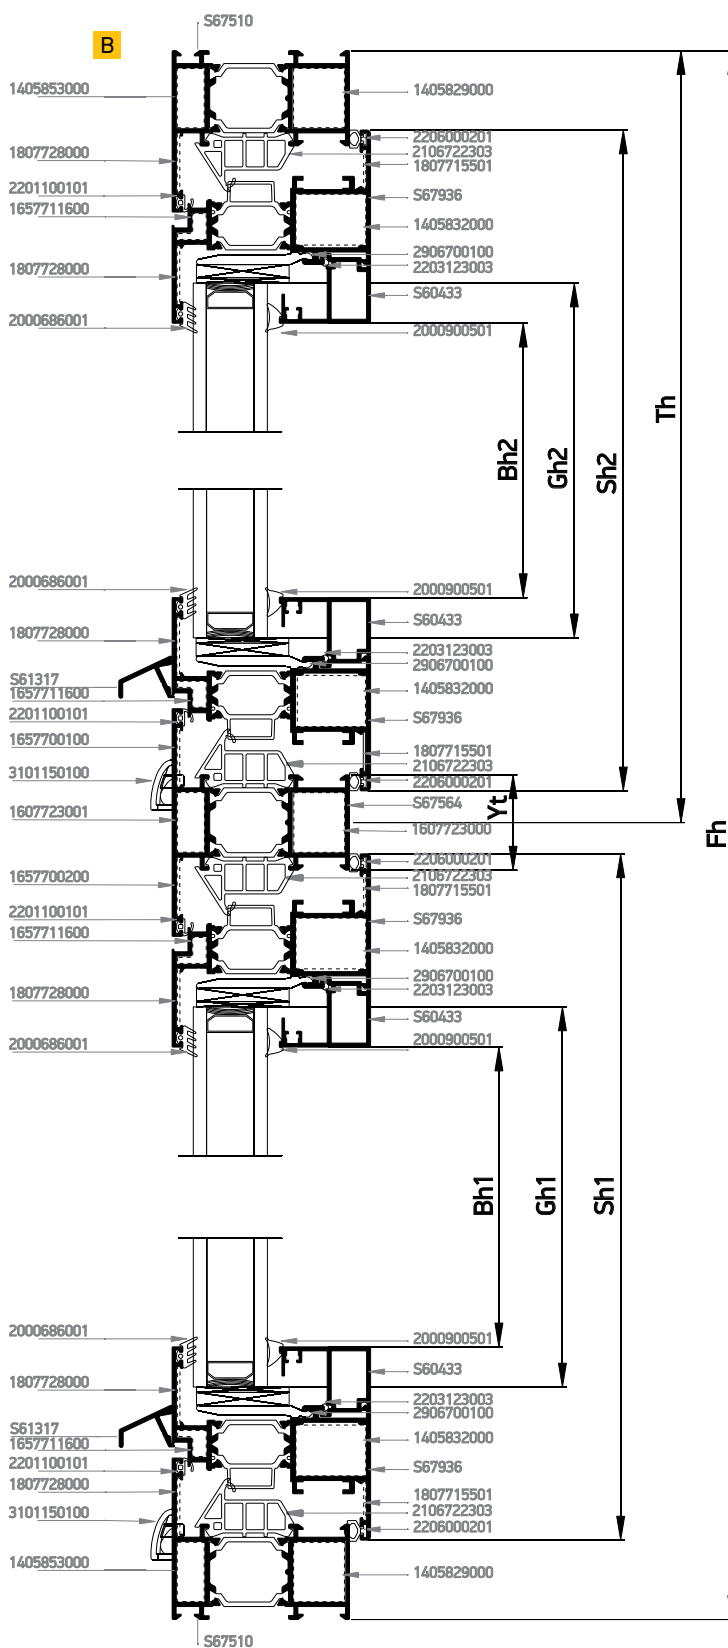 S67510
B
1405853000
1405829000
2206000201
2106722303
1807728000
1807715501
2201100101
S67936
1657711600
1405832000
2906700100
2203123003
1807728000
S60433
2000686001
2000900501
Th
Bh2
Gh2
Sh2
2000686001
2000900501
S60433
1807728000
2203123003
2906700100
S61317
1405832000
1657711600
2201100101
S67936
1657700100
1807715501
2106722303
3101150100
2206000201
S67564
Yt
1607723001
1607723000
Fh
2206000201
1657700200
2106722303
1807715501
2201100101
S67936
1657711600
1405832000
2906700100
1807728000
2203123003
S60433
2000686001
2000900501
Bh1
Gh1
Sh1
2000686001
2000900501
S60433
1807728000
2203123003
2906700100
S61317
1405832000
1657711600
2201100101
S67936
1807728000
1807715501
3101150100
2106722303
2206000201
1405853000
1405829000
S67510